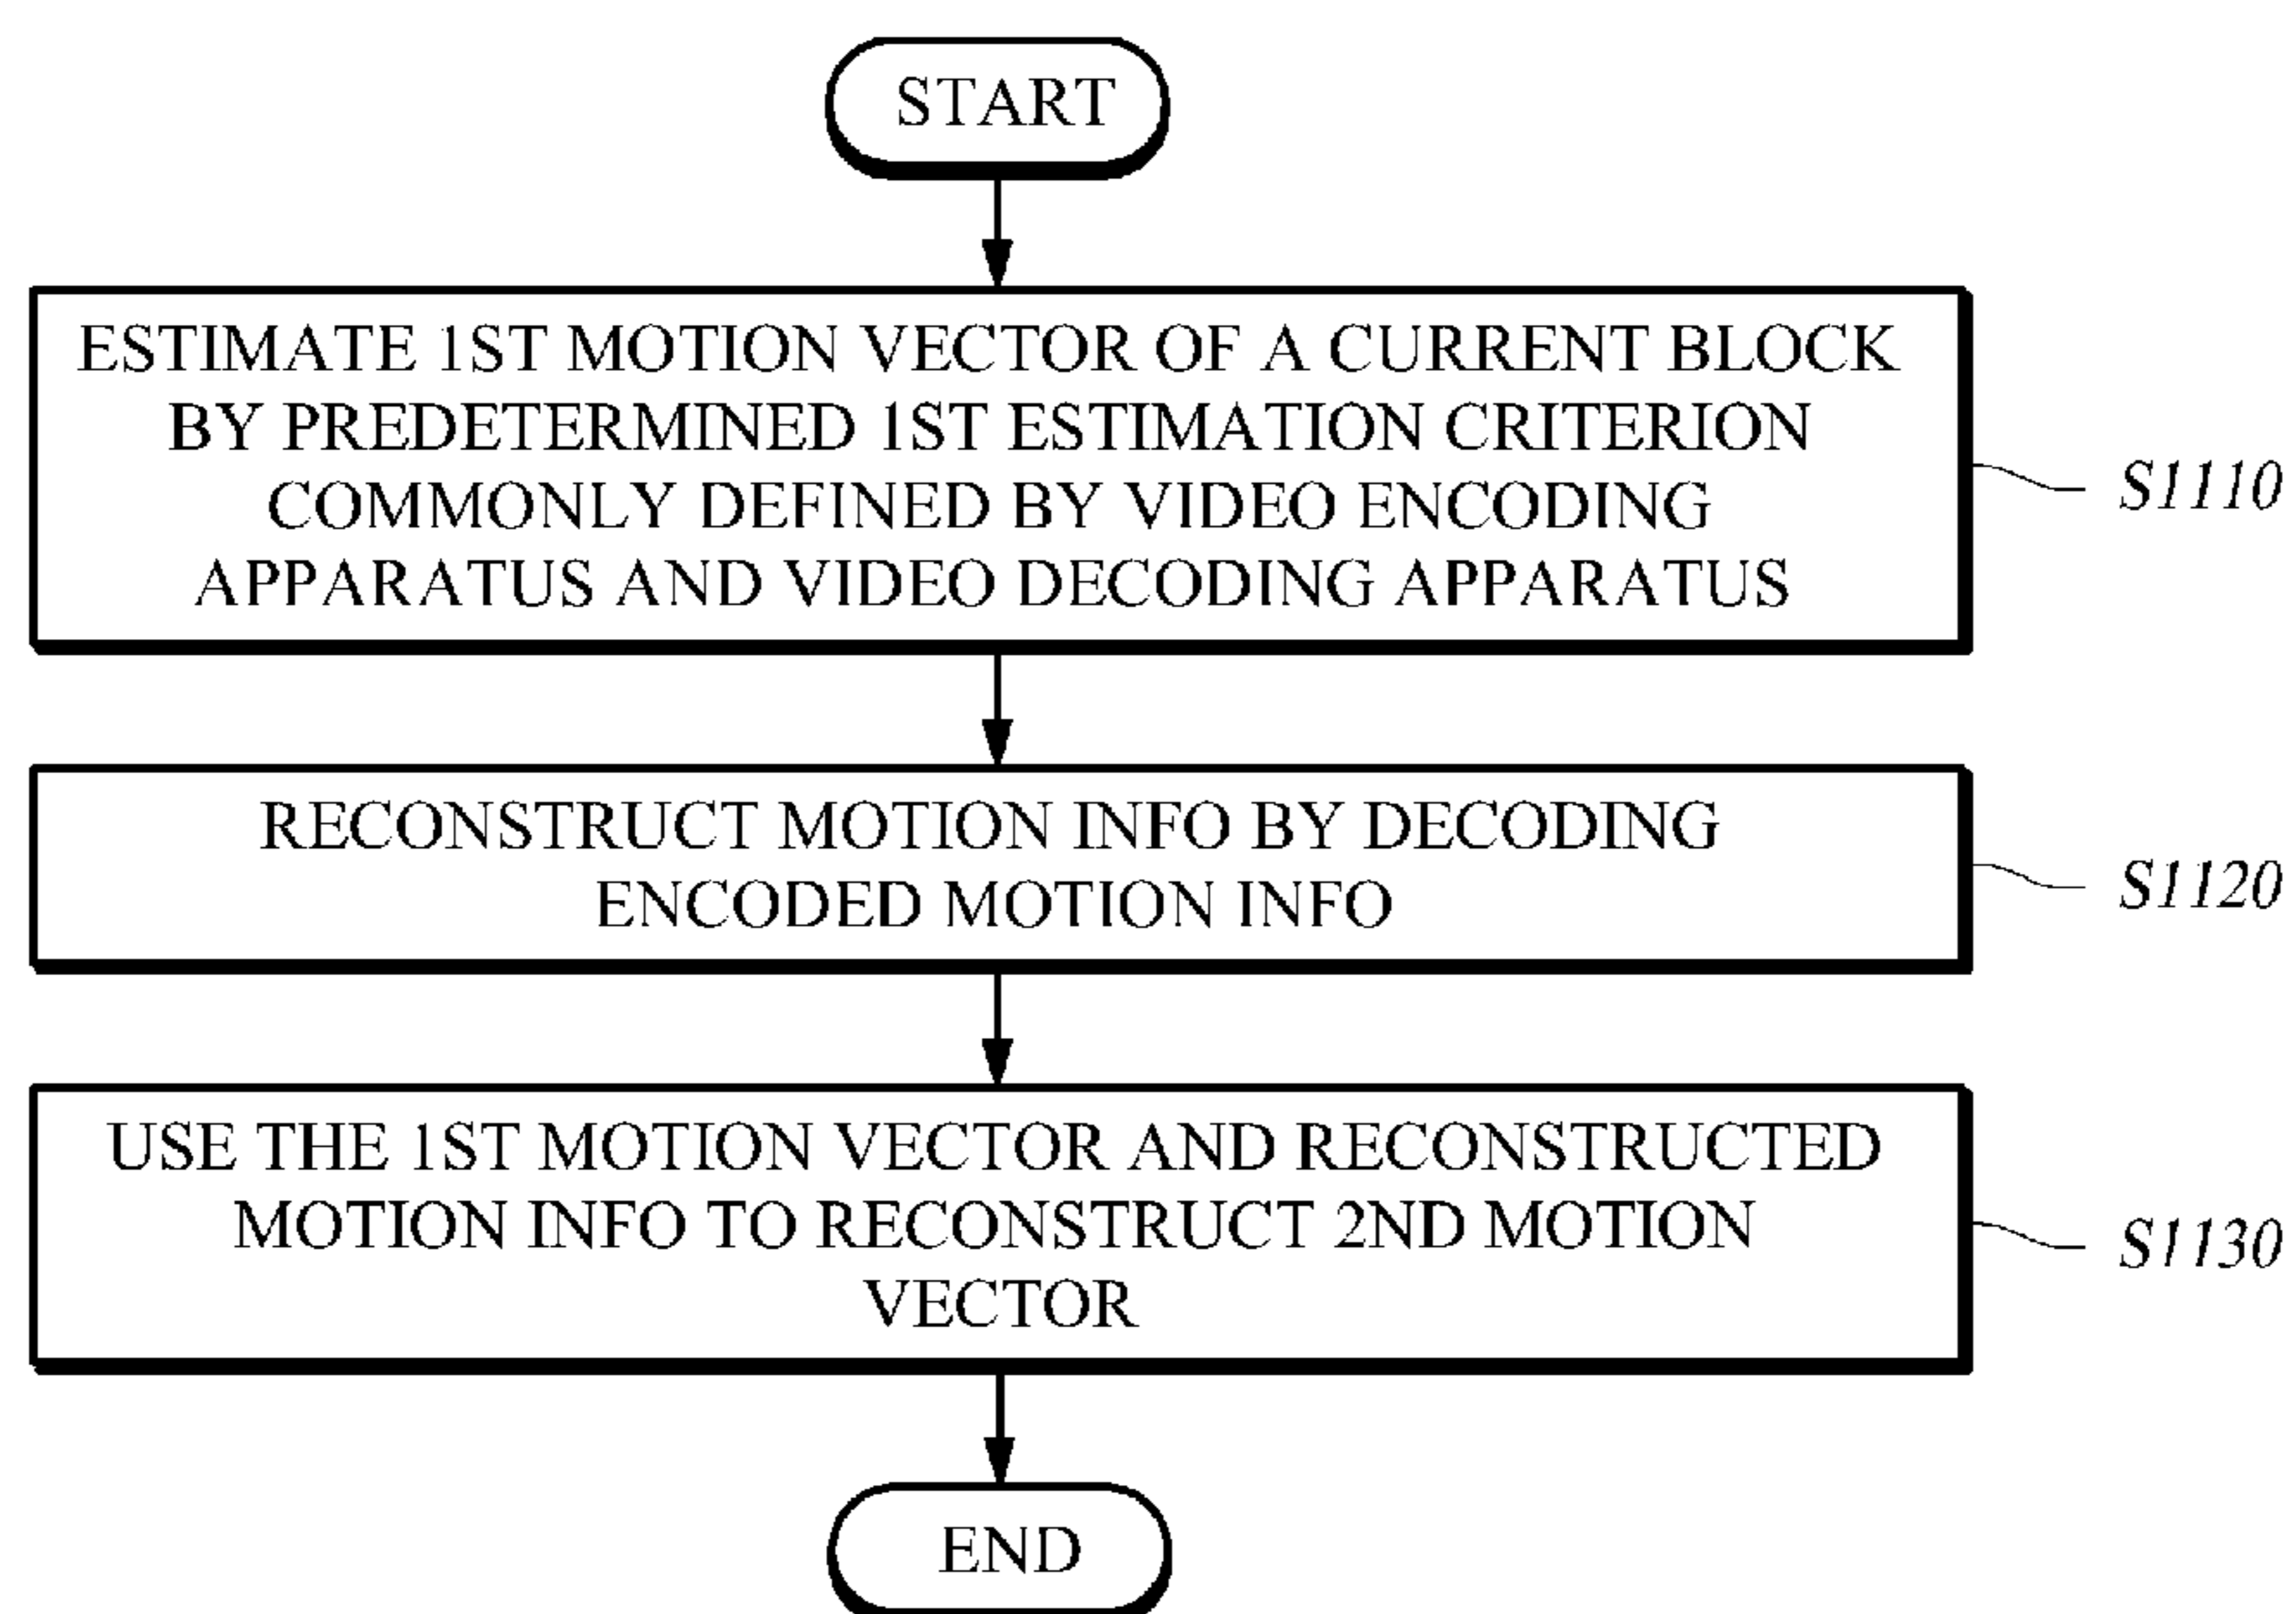 START
ESTIMATE 1ST MOTION VECTOR OF A CURRENT BLOCK
BY PREDETERMINED 1ST ESTIMATION CRITERION
COMMONLY DEFINED BY VIDEO ENCODING
APPARATUS AND VIDEO DECODING APPARATUS
S1110
RECONSTRUCT MOTION INFO BY DECODING
ENCODED MOTION INFO
S1120
USE THE 1ST MOTION VECTOR AND RECONSTRUCTED
MOTION INFO TO RECONSTRUCT 2ND MOTION
VECTOR
S1130
END